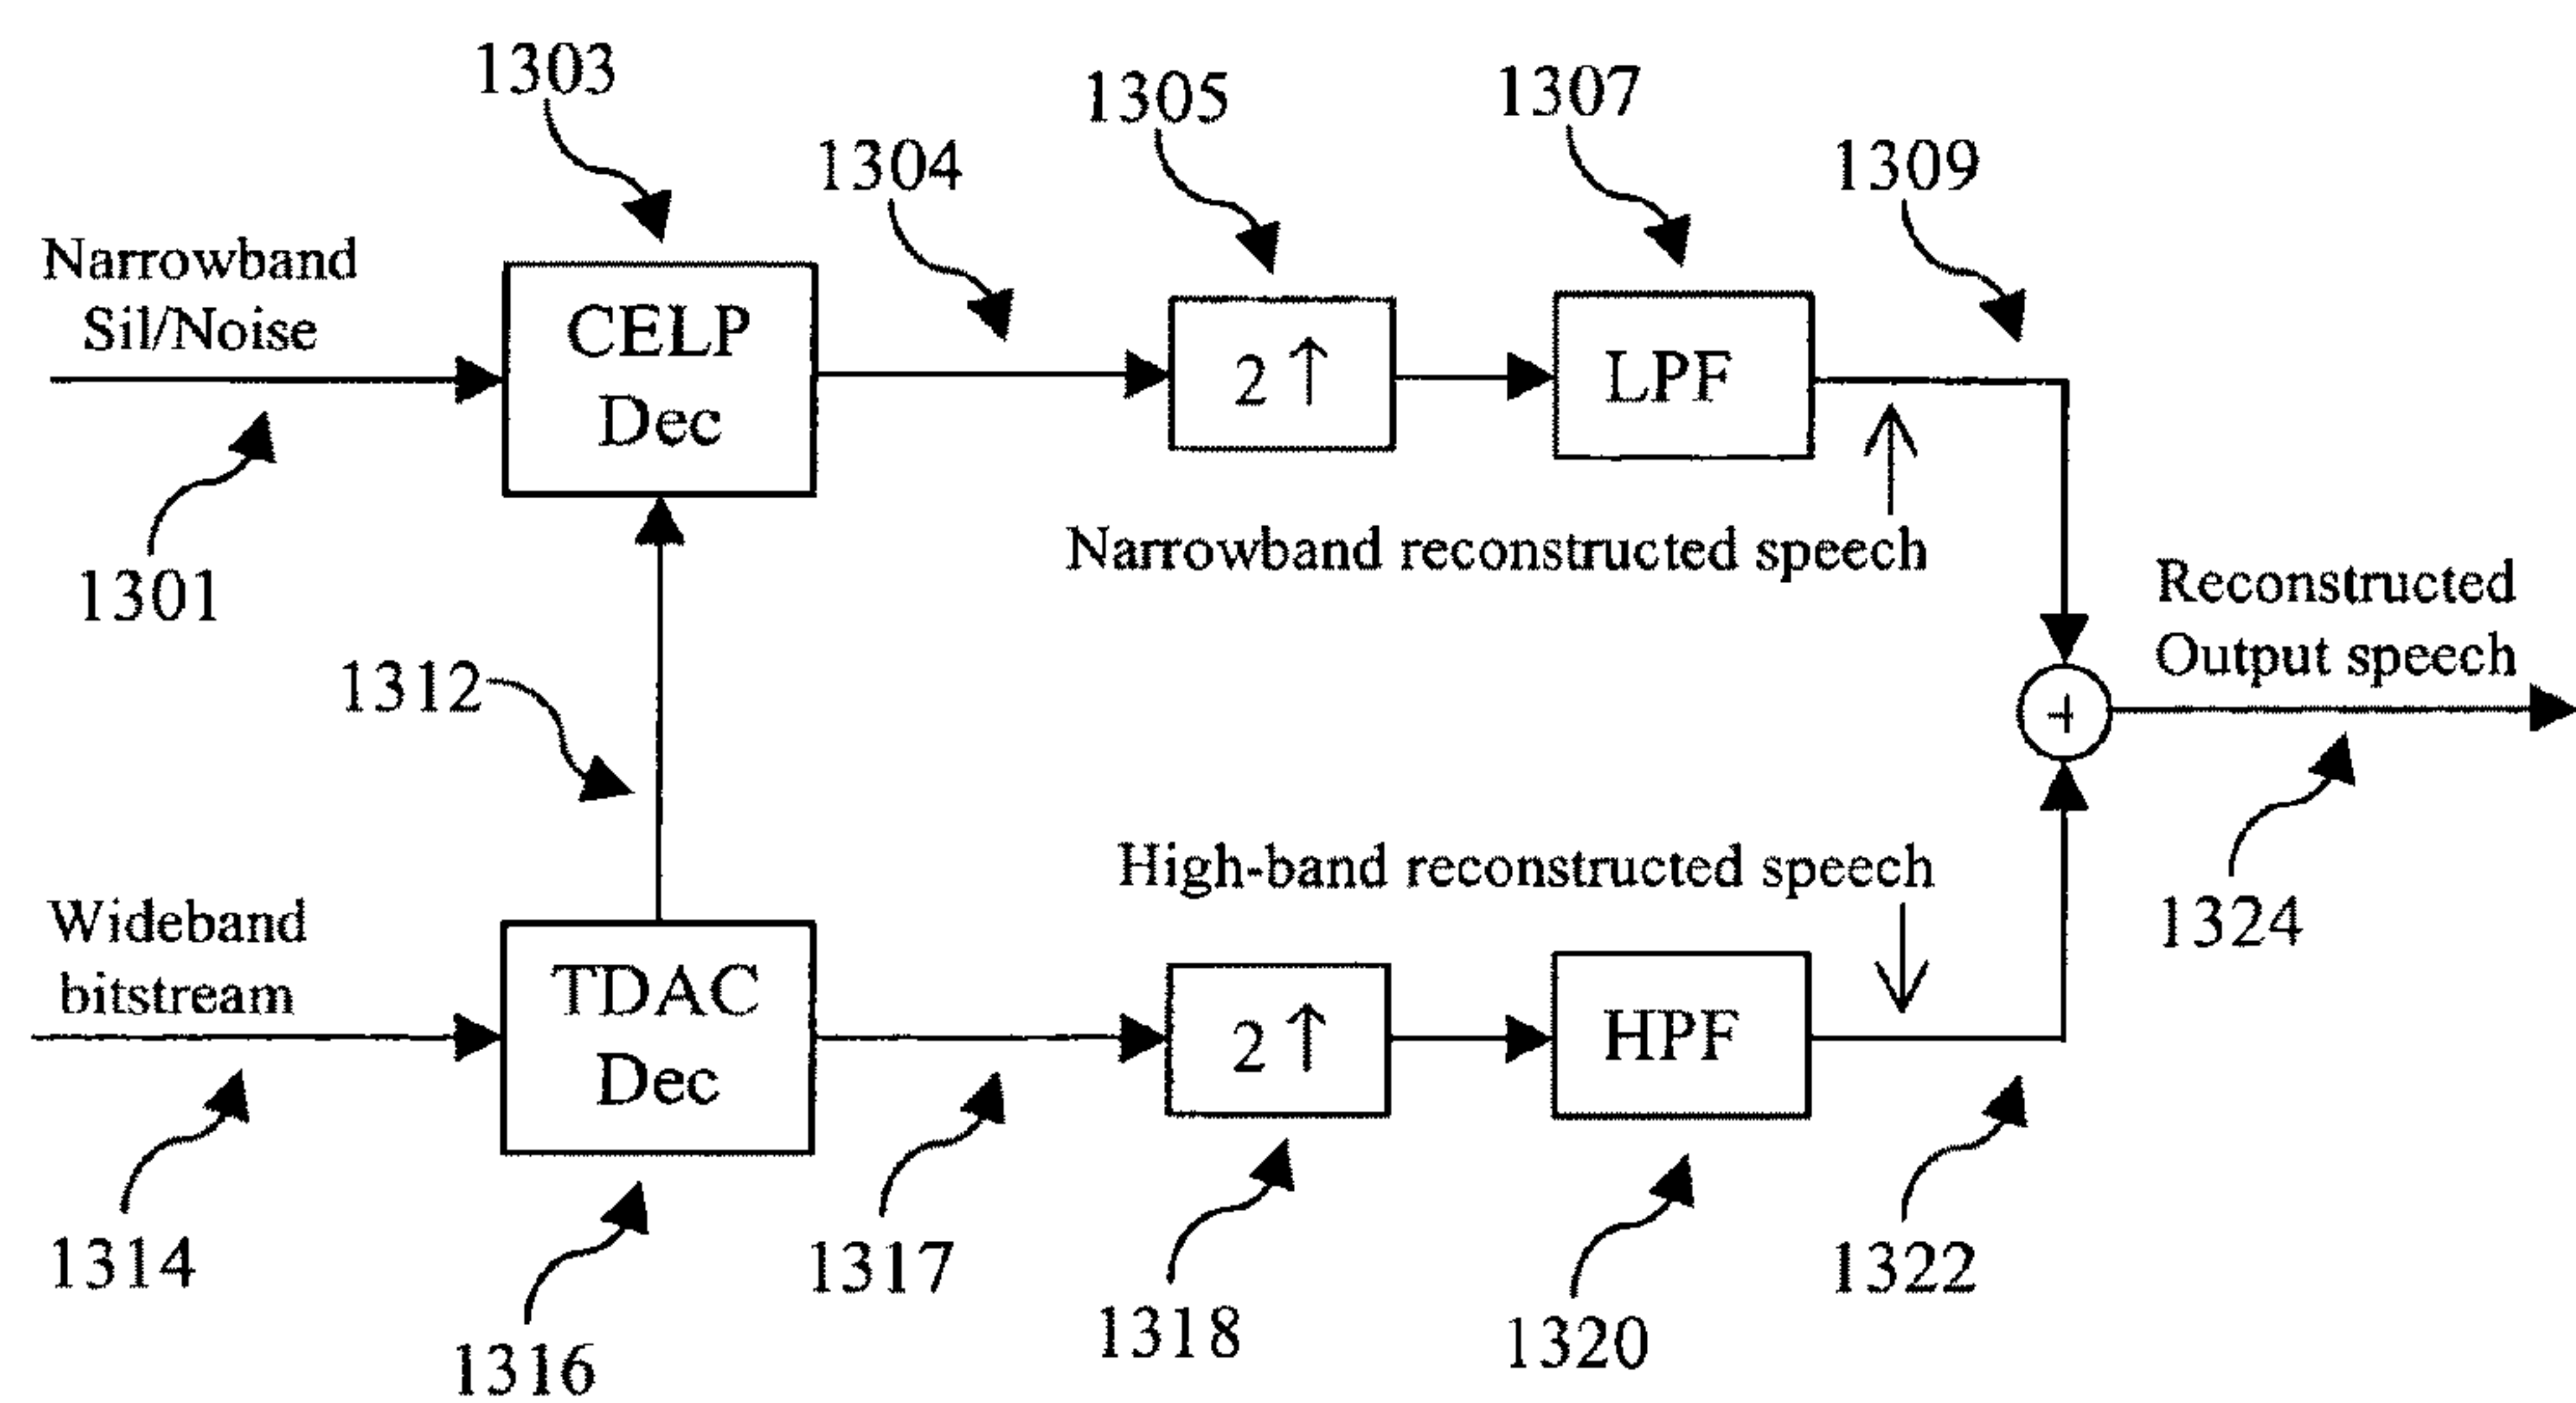 1303
1305
1307
1304
1309
Narrowband
Sil/Noise
CELP
Dec
2↑
LPF
1301
Narrowband reconstructed speech
Reconstructed
Output speech
1312
+
High-band reconstructed speech
Wideband
bitstream
1324
TDAC
Dec
2↑
HPF
1314
1317
1322
1316
1318
1320